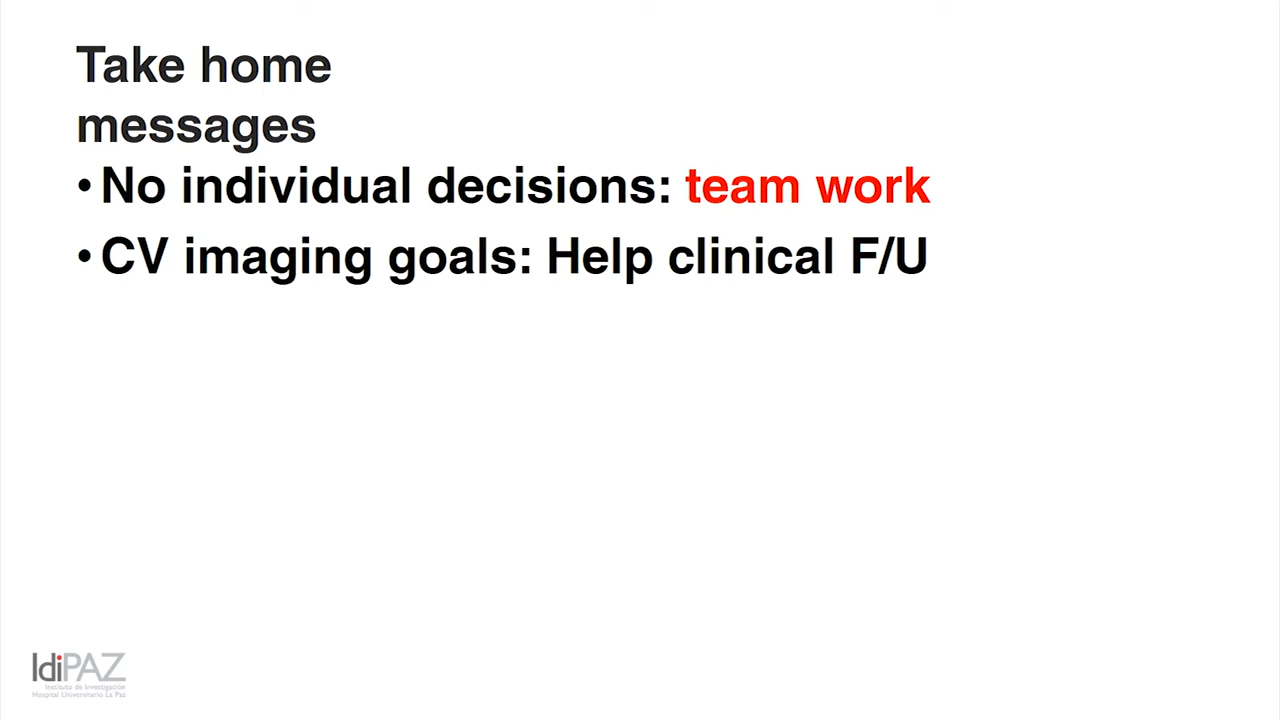 Take home
messages
• No individual decisions: team work
• CV imaging goals: Help clinical F/U
IdiPAZ
Instituto de Investigación
Hospital Universitario La Paz